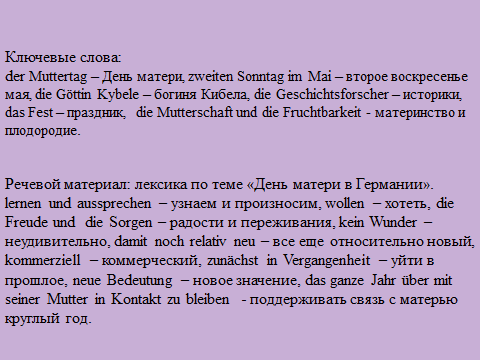 Ключевые слова:
der Muttertag – День матери, zweiten Sonntag im Mai – второе воскресенье
мая, die Göttin Kybele – богиня Кибела, die Geschichtsforscher – историки,
das Fest – праздник, die Mutterschaft und die Fruchtbarkeit - материнство и
плодородие.
Речевой материал: лексика по теме «День матери в Германии».
lernen und aussprechen – узнаем и произносим, wollen – хотеть, die
Freude und die Sorgen – радости и переживания, kein Wunder –
неудивительно, damit noch relativ neu – все еще относительно новый,
kommerziell – коммерческий, zunächst in Vergangenheit – уйти в
прошлое, neue Bedeutung – новое значение, das ganze Jahr über mit
seiner Mutter in Kontakt zu bleiben - поддерживать связь с матерью
круглый год.